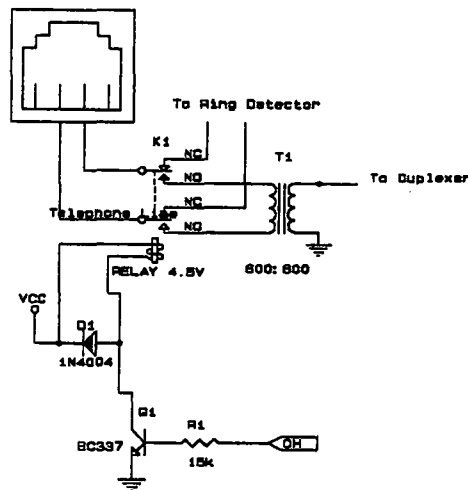 To Ring Detector
K1
T1
NC
NO
NC
NO
To Duplexer
Telephone
RELAY 4.5V
600:600
VCC
D1
1N4004
Q1
BC337
R1
15k
OH